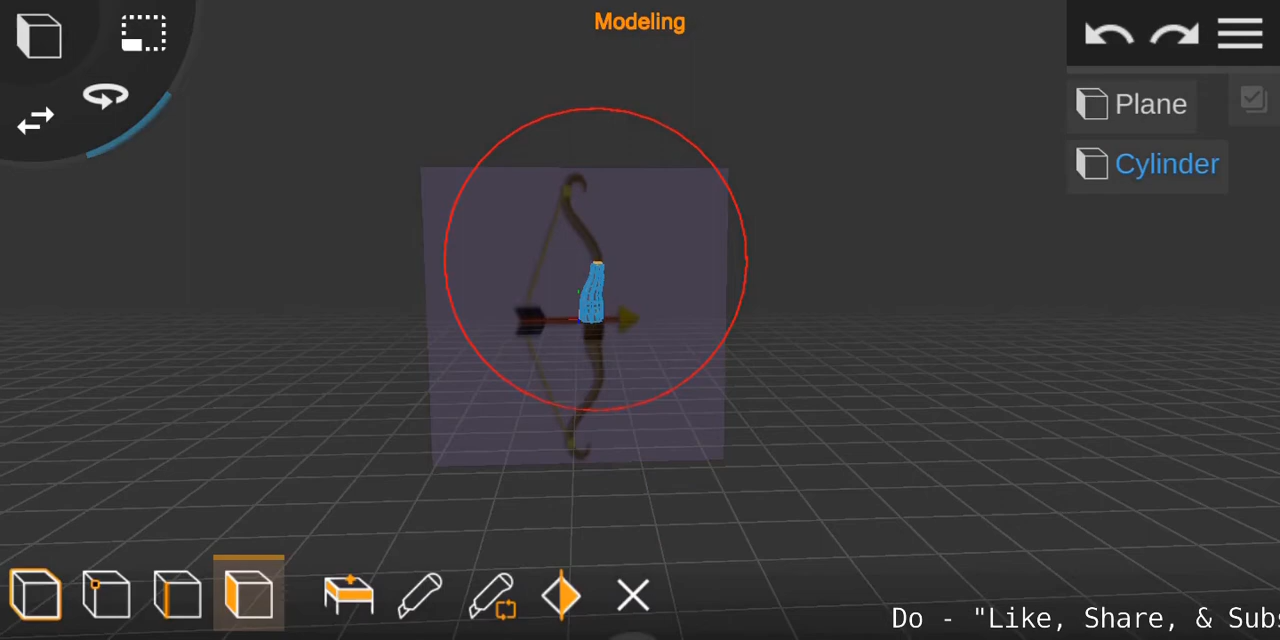 Modeling
Plane
Cylinder
Do - "Like, Share, & Subs